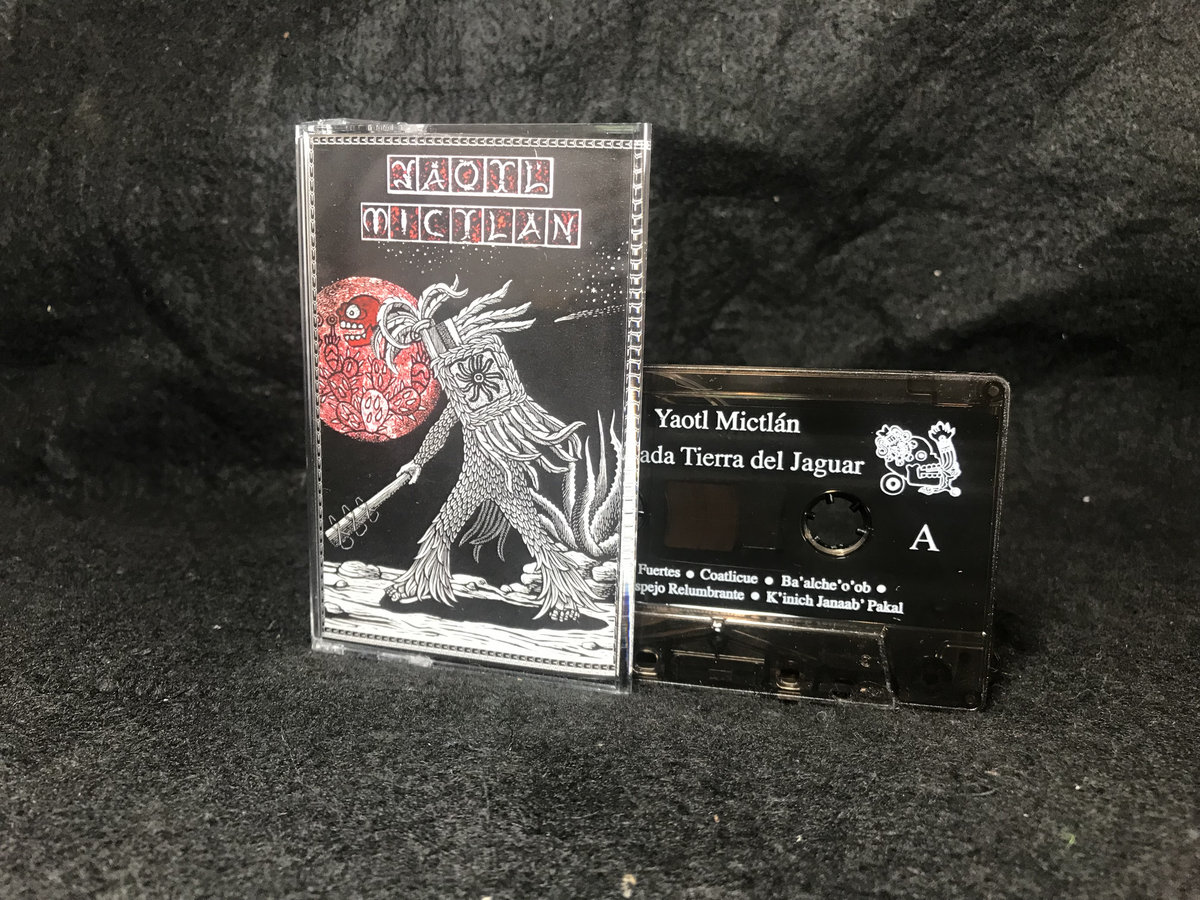 YAOTL
MICTLAN
Yaotl Mictlán
ada Tierra del Jaguar
A
Fuertes • Coatlicue • Ba'alche'o'ob •
spejo Relumbrante • K'inich Janaab' Pakal